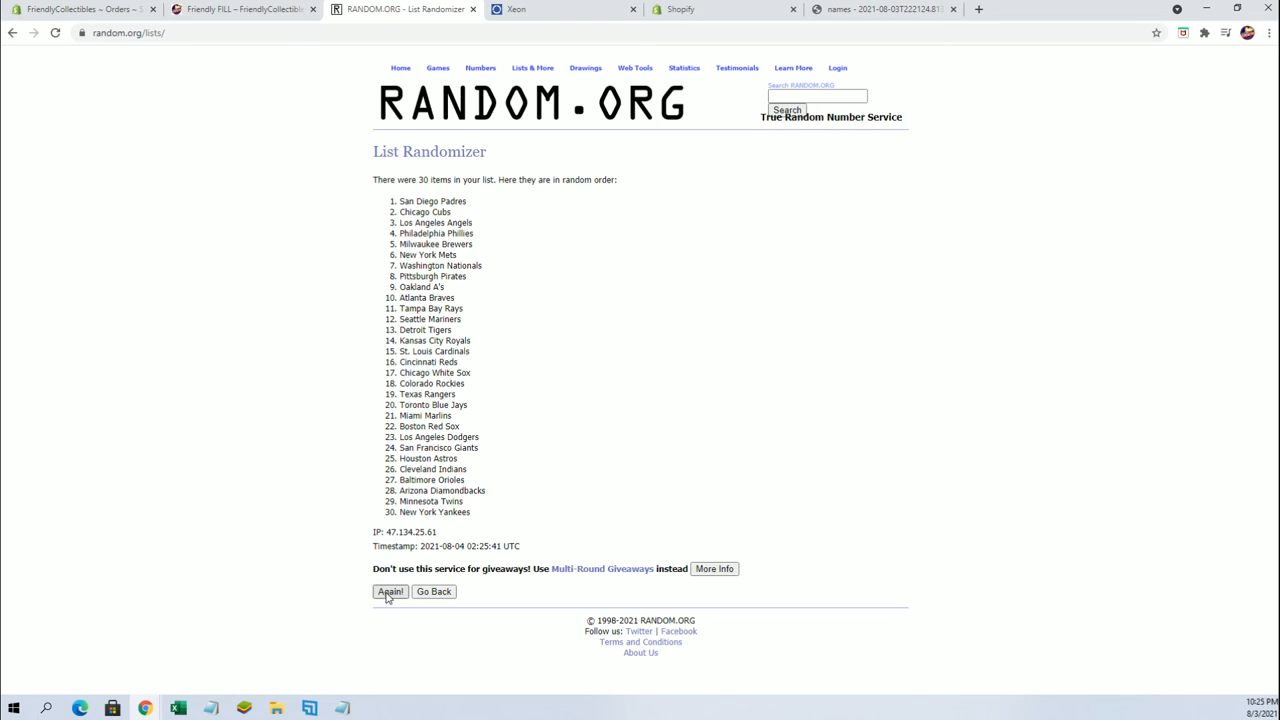 FriendlyCollectibles ~ Orders ~ S
Friendly FILL – FriendlyCollectible
RANDOM.ORG - List Randomizer
Xeon
Shopify
names - 2021-08-03T222124.813
random.org/lists/
Home Games Numbers Lists & More Drawings Web Tools Statistics Testimonials Learn More Login
RANDOM.ORG
Search RANDOM.ORG
Search
True Random Number Service
List Randomizer
There were 30 items in your list. Here they are in random order:
1. San Diego Padres
2. Chicago Cubs
3. Los Angeles Angels
4. Philadelphia Phillies
5. Milwaukee Brewers
6. New York Mets
7. Washington Nationals
8. Pittsburgh Pirates
9. Oakland A's
10. Atlanta Braves
11. Tampa Bay Rays
12. Seattle Mariners
13. Detroit Tigers
14. Kansas City Royals
15. St. Louis Cardinals
16. Cincinnati Reds
17. Chicago White Sox
18. Colorado Rockies
19. Texas Rangers
20. Toronto Blue Jays
21. Miami Marlins
22. Boston Red Sox
23. Los Angeles Dodgers
24. San Francisco Giants
25. Houston Astros
26. Cleveland Indians
27. Baltimore Orioles
28. Arizona Diamondbacks
29. Minnesota Twins
30. New York Yankees
IP: 47.134.25.61
Timestamp: 2021-08-04 02:25:41 UTC
Don't use this service for giveaways! Use Multi-Round Giveaways instead More Info
Again! Go Back
© 1998-2021 RANDOM.ORG
Follow us: Twitter | Facebook
Terms and Conditions
About Us
10:25 PM
8/3/2021